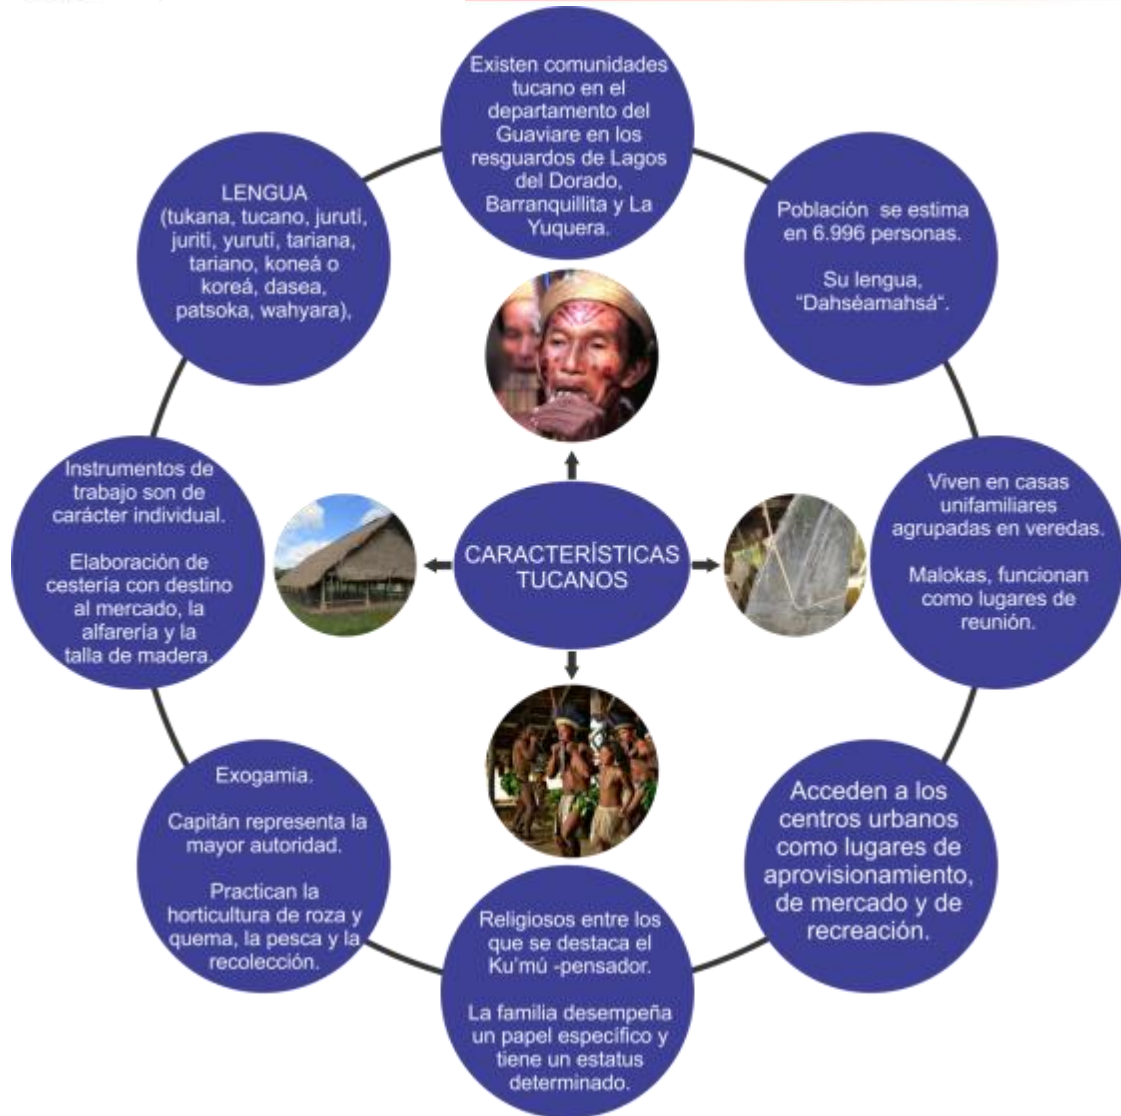 Existen comunidades
tucano en el
departamento del
Guaviare en los
resguardos de Lagos
del Dorado,
Barranquillita y La
Yuquera.
Población se estima
en 6.996 personas.
Su lengua,
“Dahséamahsá“.
Viven en casas
unifamiliares
agrupadas en veredas.
Malokas, funcionan
como lugares de
reunión.
Acceden a los
centros urbanos
como lugares de
aprovisionamiento,
de mercado y de
recreación.
Religiosos entre los
que se destaca el
Ku’mú -pensador.
La familia desempeña
un papel específico y
tiene un estatus
determinado.
Exogamia.
Capitán representa la
mayor autoridad.
Practican la
horticultura de roza y
quema, la pesca y la
recolección.
Instrumentos de
trabajo son de
carácter individual.
Elaboración de
cestería con destino
al mercado, la
alfarería y la
talla de madera.
LENGUA
(tukana, tucano, juruti,
juriti, yuruti, tariana,
tariano, koneá o
koreá, dasea,
patsoka, wahyara),
CARACTERÍSTICAS
TUCANOS